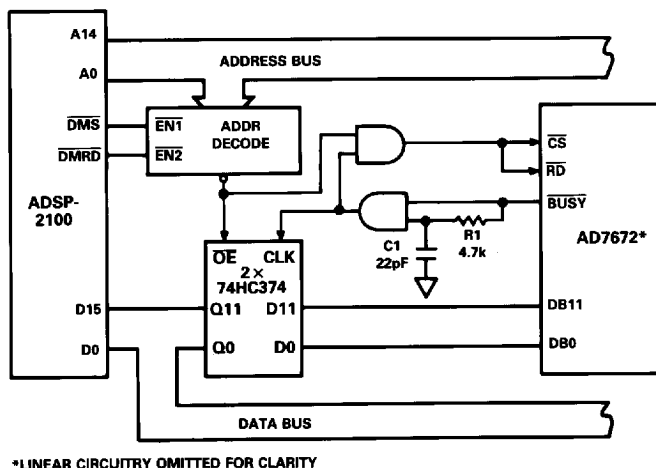 A14
ADDRESS BUS
A0
DMS
EN1
ADDR
DECODE
DMRD
EN2
CS
RD
BUSY
ADSP-
2100
AD7672*
R1
4.7k
C1
22pF
OE
CLK
2 ×
74HC374
D15
Q11
D11
DB11
D0
Q0
D0
DB0
DATA BUS
*LINEAR CIRCUITRY OMITTED FOR CLARITY